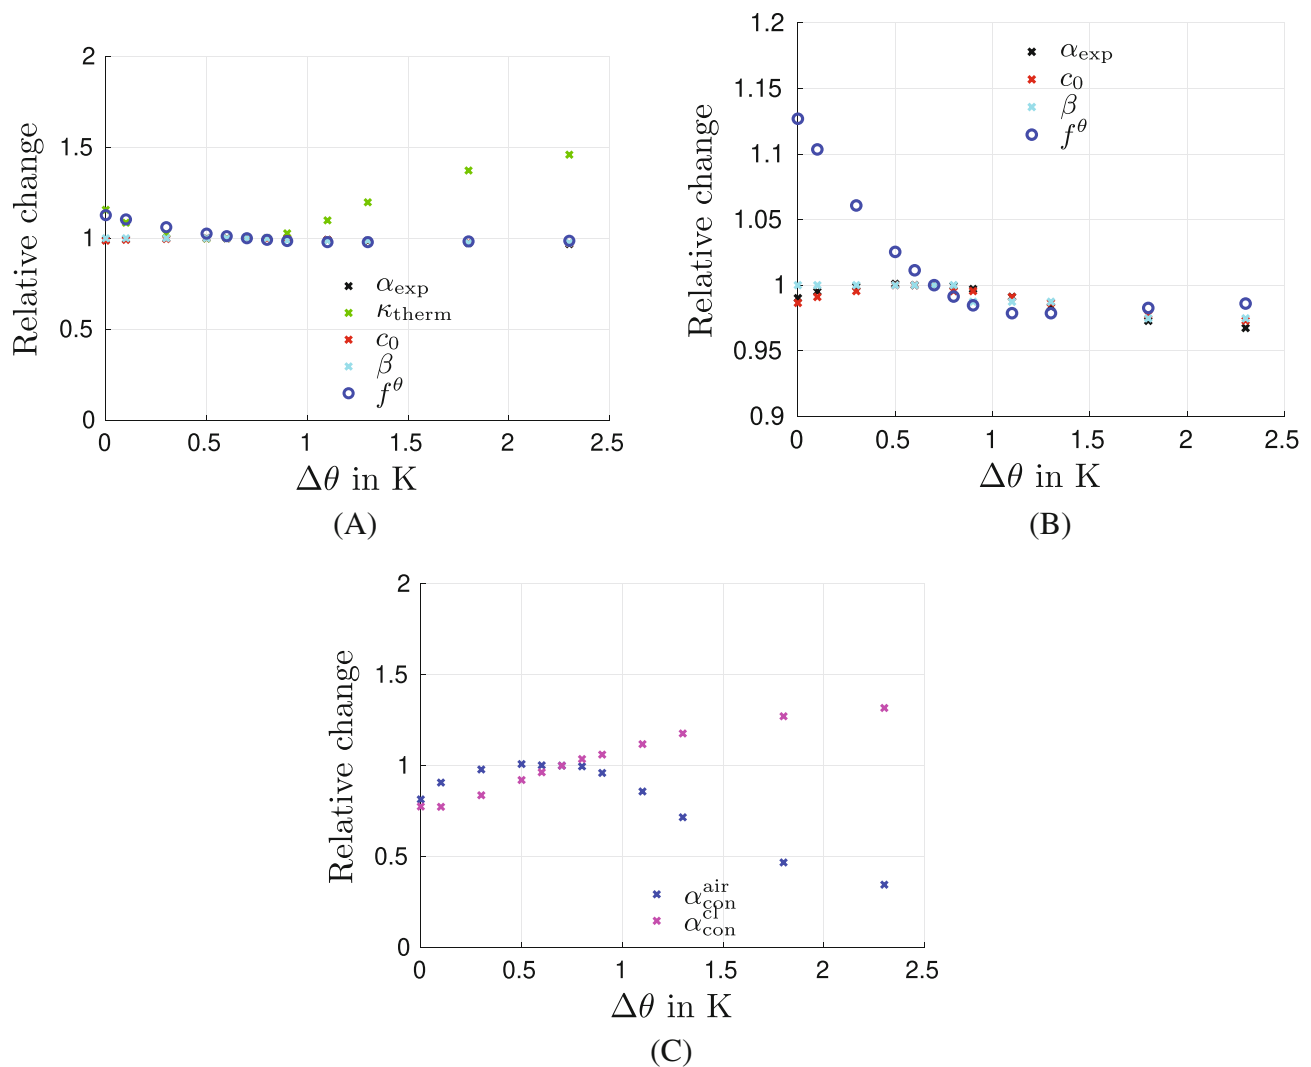 2
1.5
1
0.5
0
Relative change
α_exp
κ_therm
c_0
β
f^θ
0 0.5 1 1.5 2 2.5
Δθ in K
(A)
1.2
1.15
1.1
1.05
1
0.95
0.9
Relative change
α_exp
c_0
β
f^θ
0 0.5 1 1.5 2 2.5
Δθ in K
(B)
2
1.5
1
0.5
0
Relative change
α_con^air
α_con^cl
0 0.5 1 1.5 2 2.5
Δθ in K
(C)